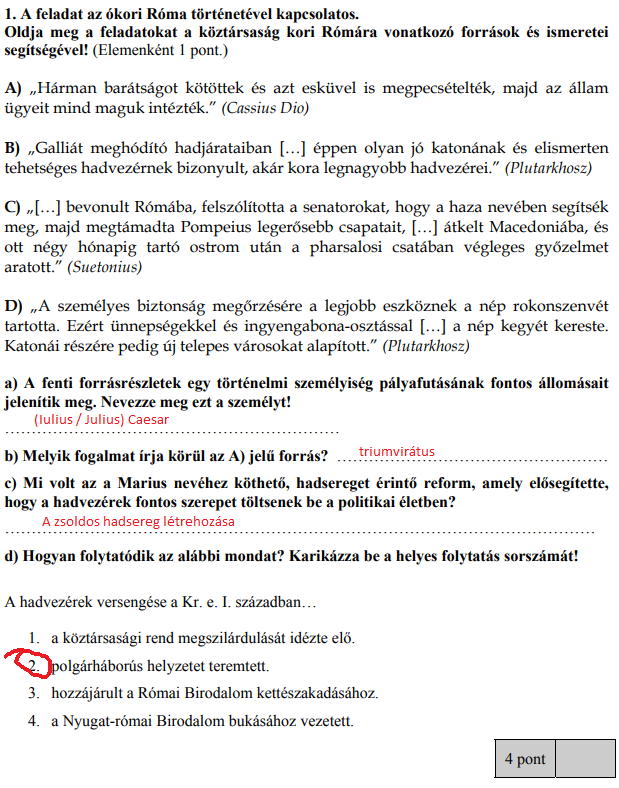 1. A feladat az ókori Róma történetével kapcsolatos.
Oldja meg a feladatokat a köztársaság kori Rómára vonatkozó források és ismeretei
segítségével! (Elemenként 1 pont.)
A) „Hárman barátságot kötöttek és azt esküvel is megpecsételték, majd az állam
ügyeit mind maguk intézték.” (Cassius Dio)
B) „Galliát meghódító hadjárataiban […] éppen olyan jó katonának és elismerten
tehetséges hadvezérnek bizonyult, akár kora legnagyobb hadvezérei.” (Plutarkhosz)
C) „[…] bevonult Rómába, felszólította a senatorokat, hogy a haza nevében segítsék
meg, majd megtámadta Pompeius legerősebb csapatait, […] átkelt Macedoniába, és
ott négy hónapig tartó ostrom után a pharsalosi csatában végleges győzelmet
aratott.” (Suetonius)
D) „A személyes biztonság megőrzésére a legjobb eszköznek a nép rokonszenvét
tartotta. Ezért ünnepségekkel és ingyengabona-osztással […] a nép kegyét kereste.
Katonái részére pedig új telepes városokat alapított.” (Plutarkhosz)
a) A fenti forrásrészletek egy történelmi személyiség pályafutásának fontos állomásait
jelenítik meg. Nevezze meg ezt a személyt!
(Iulius / Julius) Caesar
b) Melyik fogalmat írja körül az A) jelű forrás? triumvirátus
c) Mi volt az a Marius nevéhez köthető, hadsereget érintő reform, amely elősegítette,
hogy a hadvezérek fontos szerepet töltsenek be a politikai életben?
A zsoldos hadsereg létrehozása
d) Hogyan folytatódik az alábbi mondat? Karikázza be a helyes folytatás sorszámát!
A hadvezérek versengése a Kr. e. I. században…
1. a köztársasági rend megszilárdulását idézte elő.
2. polgárháborús helyzetet teremtett.
3. hozzájárult a Római Birodalom kettészakadásához.
4. a Nyugat-római Birodalom bukásához vezetett.
4 pont